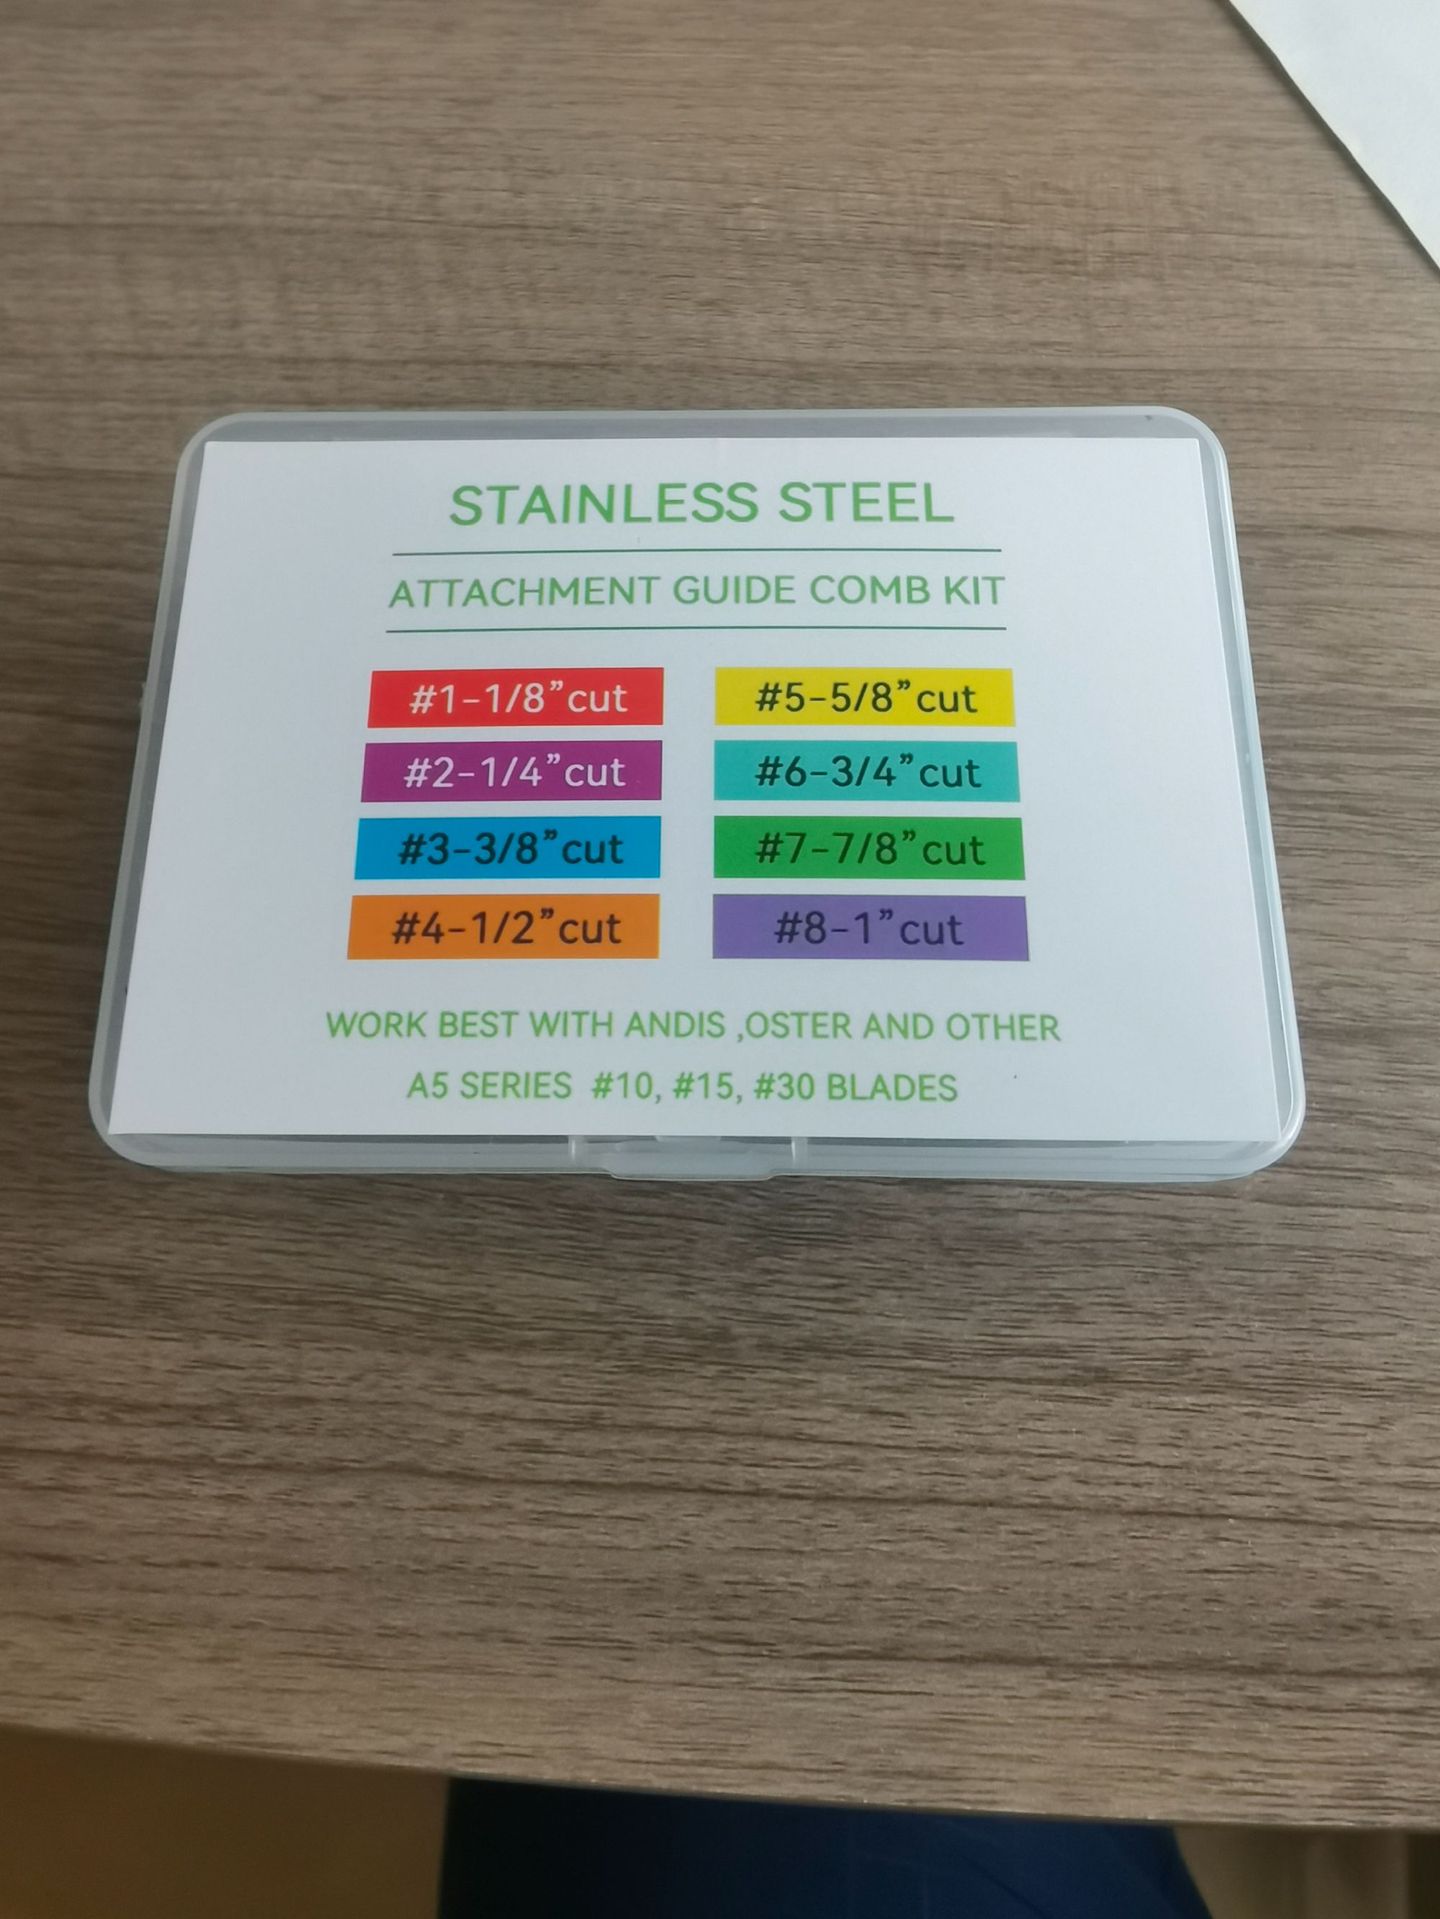 STAINLESS STEEL
ATTACHMENT GUIDE COMB KIT
#1-1/8”cut
#5-5/8”cut
#2-1/4”cut
#6-3/4”cut
#3-3/8”cut
#7-7/8”cut
#4-1/2”cut
#8-1”cut
WORK BEST WITH ANDIS ,OSTER AND OTHER
A5 SERIES #10, #15, #30 BLADES